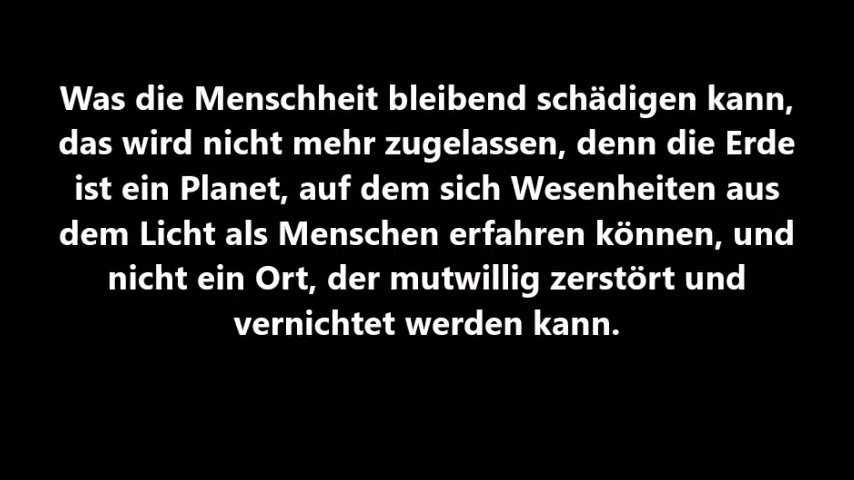 Was die Menschheit bleibend schädigen kann,
das wird nicht mehr zugelassen, denn die Erde
ist ein Planet, auf dem sich Wesenheiten aus
dem Licht als Menschen erfahren können, und
nicht ein Ort, der mutwillig zerstört und
vernichtet werden kann.